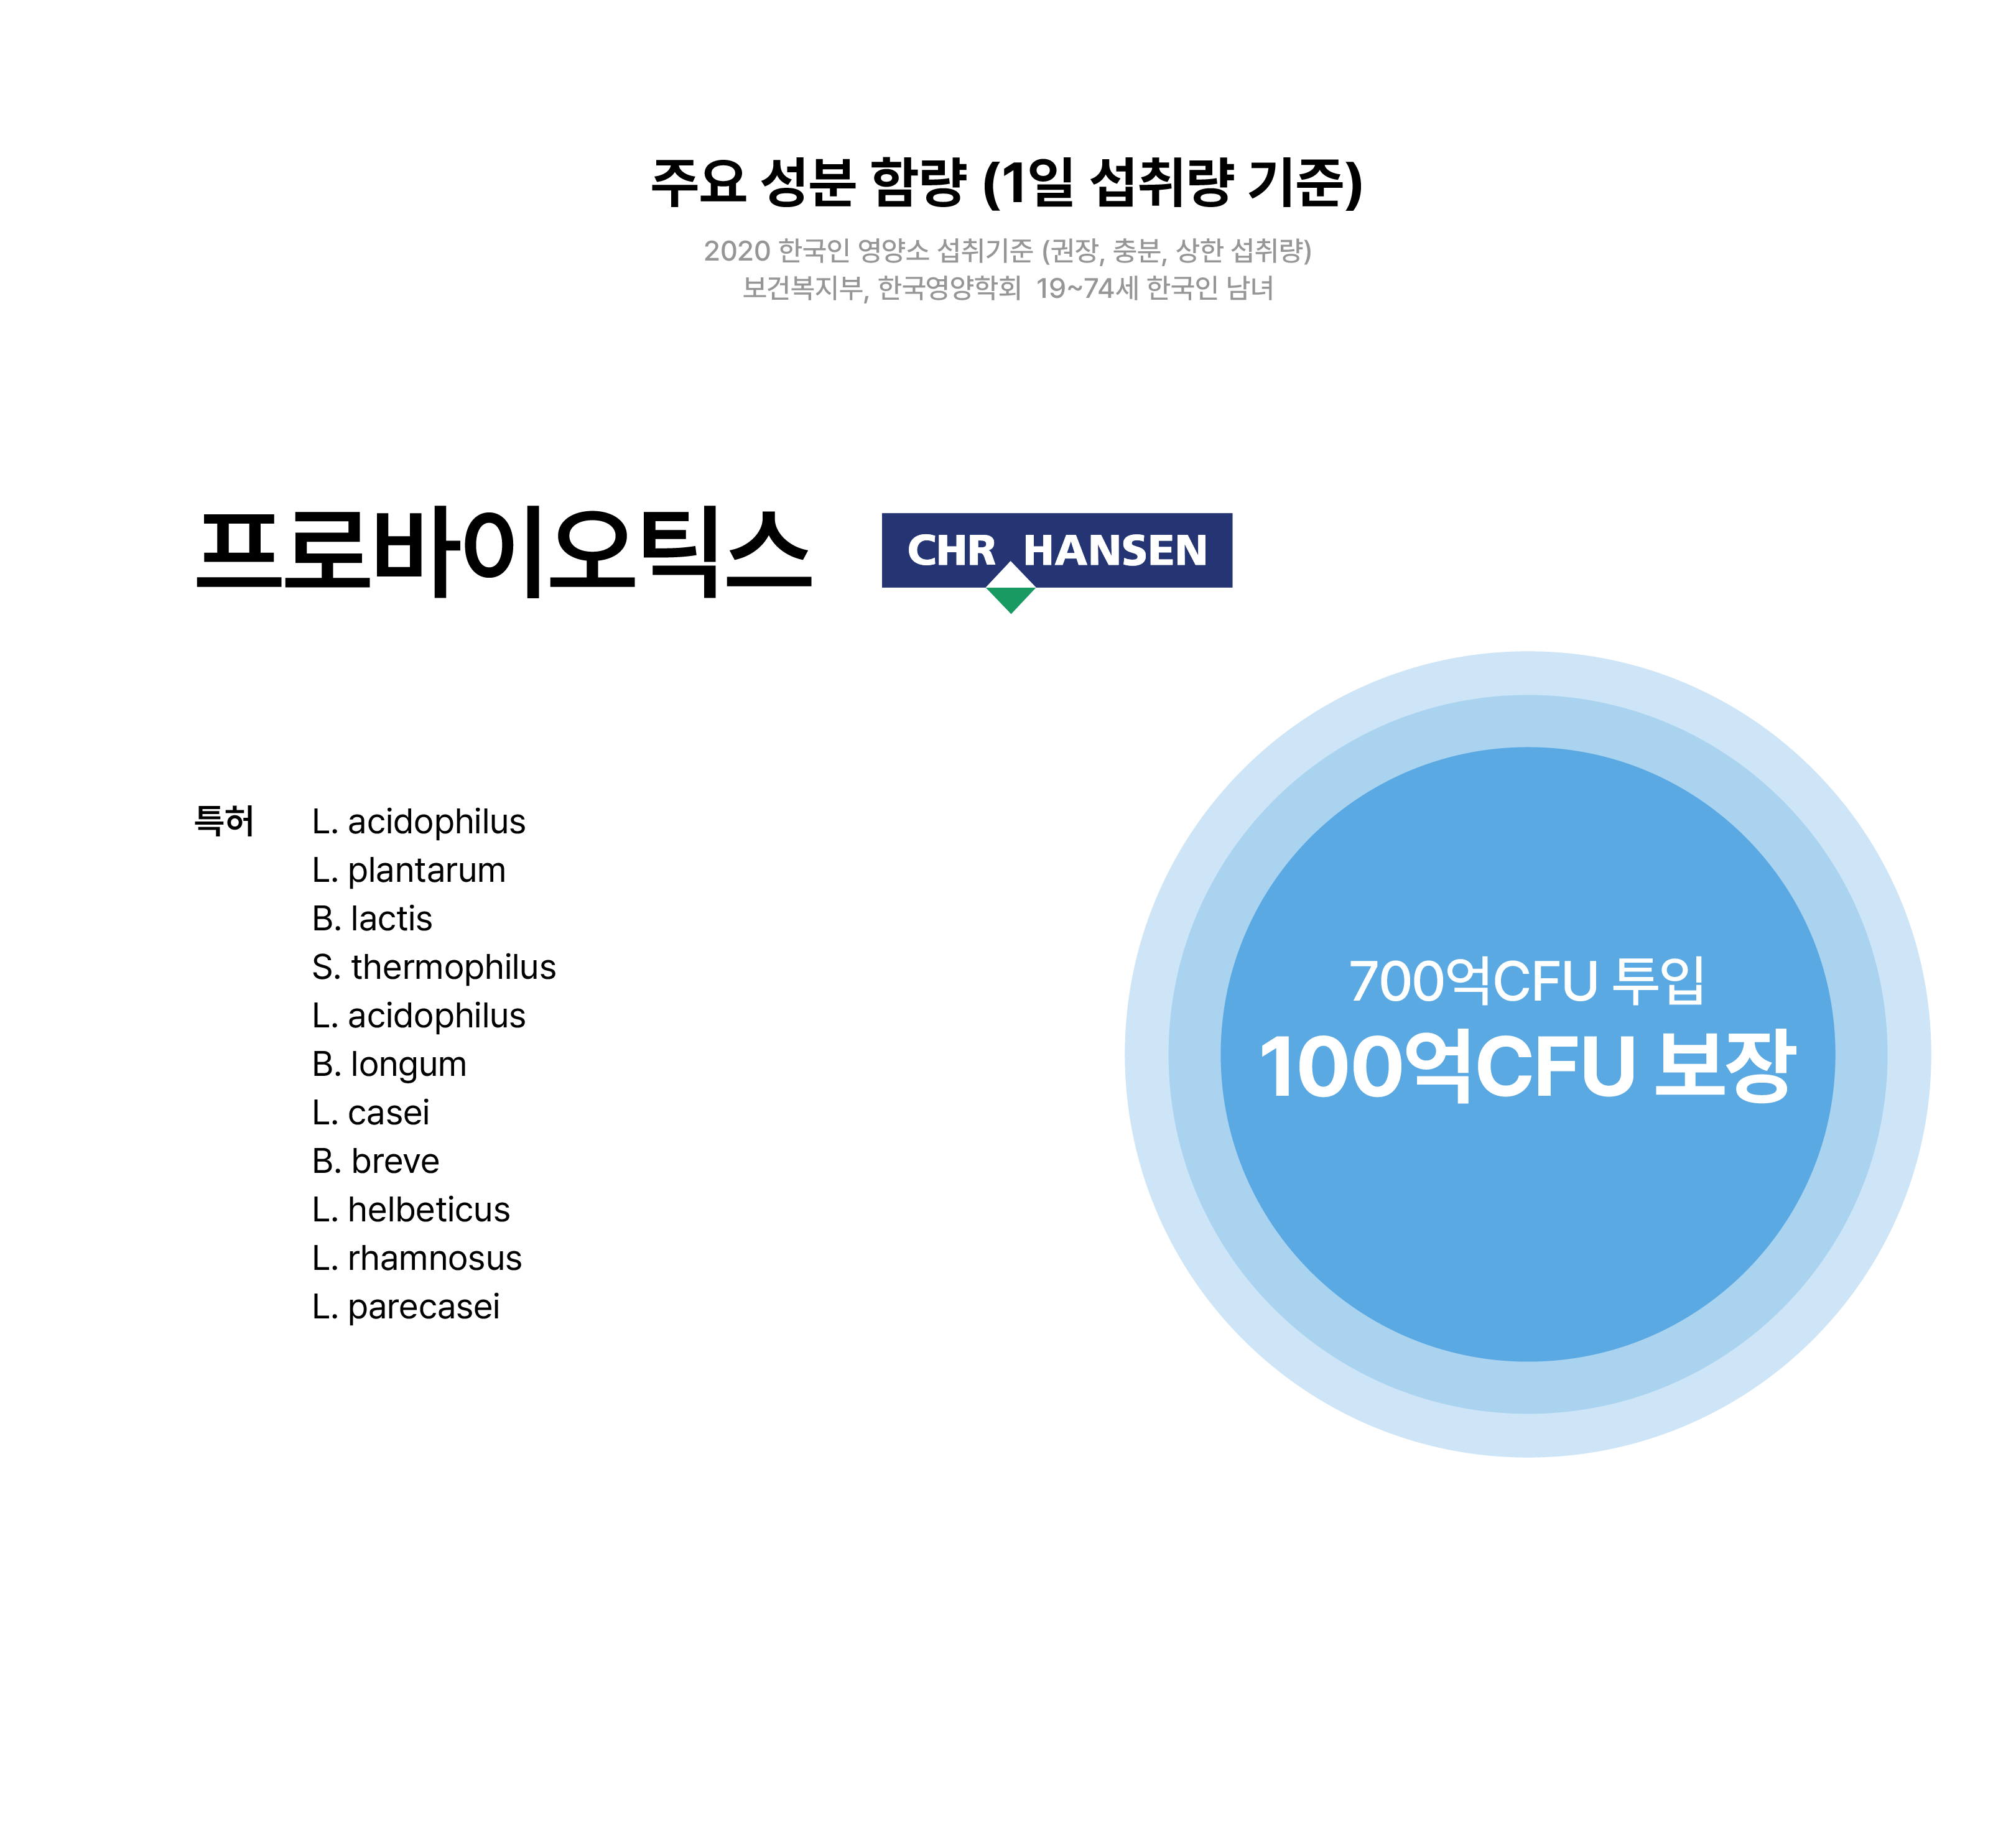 주요 성분 함량 (1일 섭취량 기준)
2020 한국인 영양소 섭취기준 (권장, 충분, 상한 섭취량)
보건복지부, 한국영양학회 19~74세 한국인 남녀
프로바이오틱스
CHR HANSEN
특허
L. acidophilus
L. plantarum
B. lactis
S. thermophilus
L. acidophilus
B. longum
L. casei
B. breve
L. helbeticus
L. rhamnosus
L. parecasei
700억CFU 투입
100억CFU 보장